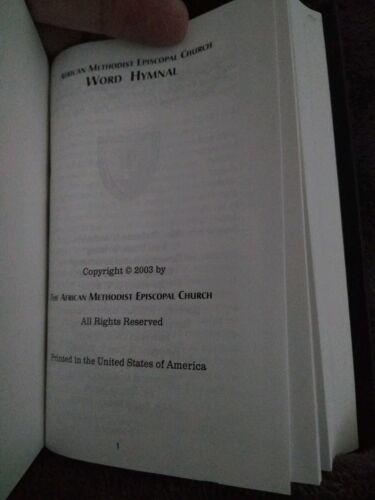 African Methodist Episcopal Church
Word Hymnal
Copyright © 2003 by
The African Methodist Episcopal Church
All Rights Reserved
Printed in the United States of America
1